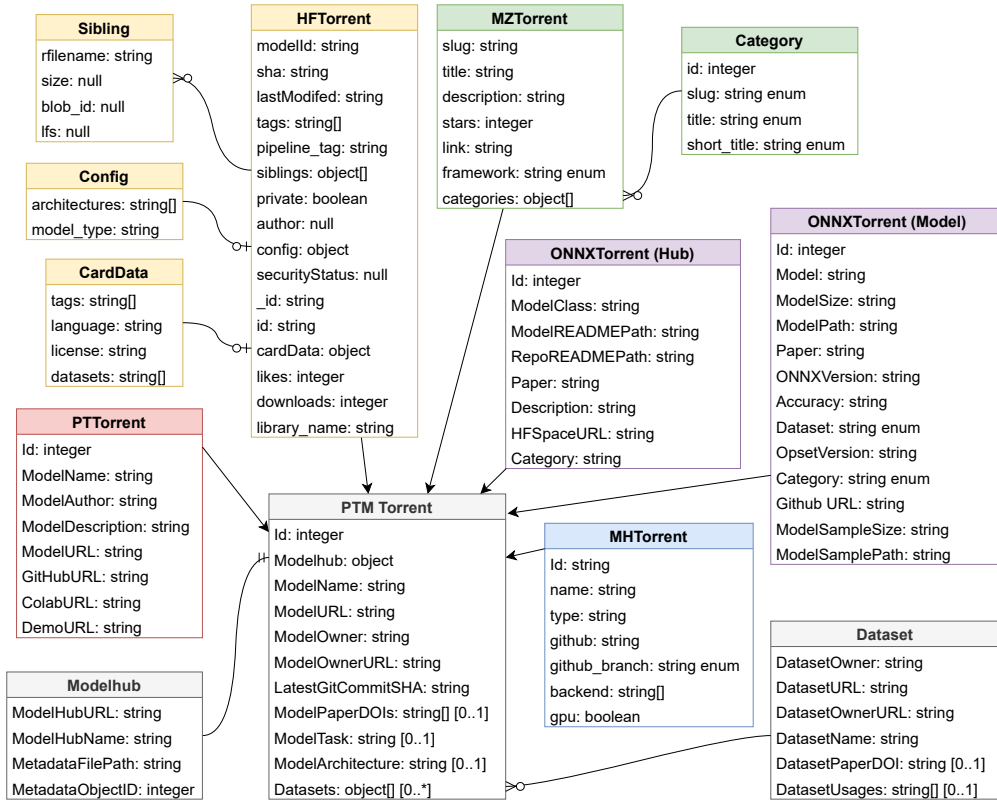 Sibling
rfilename: string
size: null
blob_id: null
lfs: null
HFTorrent
modelId: string
sha: string
lastModifed: string
tags: string[]
pipeline_tag: string
siblings: object[]
private: boolean
author: null
config: object
securityStatus: null
_id: string
id: string
cardData: object
likes: integer
downloads: integer
library_name: string
MZTorrent
slug: string
title: string
description: string
stars: integer
link: string
framework: string enum
categories: object[]
Category
id: integer
slug: string enum
title: string enum
short_title: string enum
Config
architectures: string[]
model_type: string
CardData
tags: string[]
language: string
license: string
datasets: string[]
ONNXTorrent (Hub)
Id: integer
ModelClass: string
ModelREADMEPath: string
RepoREADMEPath: string
Paper: string
Description: string
HFSpaceURL: string
Category: string
ONNXTorrent (Model)
Id: integer
Model: string
ModelSize: string
ModelPath: string
Paper: string
ONNXVersion: string
Accuracy: string
Dataset: string enum
OpsetVersion: string
Category: string enum
Github URL: string
ModelSampleSize: string
ModelSamplePath: string
PTTorrent
Id: integer
ModelName: string
ModelAuthor: string
ModelDescription: string
ModelURL: string
GitHubURL: string
ColabURL: string
DemoURL: string
PTM Torrent
Id: integer
Modelhub: object
ModelName: string
ModelURL: string
ModelOwner: string
ModelOwnerURL: string
LatestGitCommitSHA: string
ModelPaperDOIs: string[] [0..1]
ModelTask: string [0..1]
ModelArchitecture: string [0..1]
Datasets: object[] [0..*]
MHTorrent
Id: string
name: string
type: string
github: string
github_branch: string enum
backend: string[]
gpu: boolean
Modelhub
ModelHubURL: string
ModelHubName: string
MetadataFilePath: string
MetadataObjectID: integer
Dataset
DatasetOwner: string
DatasetURL: string
DatasetOwnerURL: string
DatasetName: string
DatasetPaperDOI: string [0..1]
DatasetUsages: string[] [0..1]